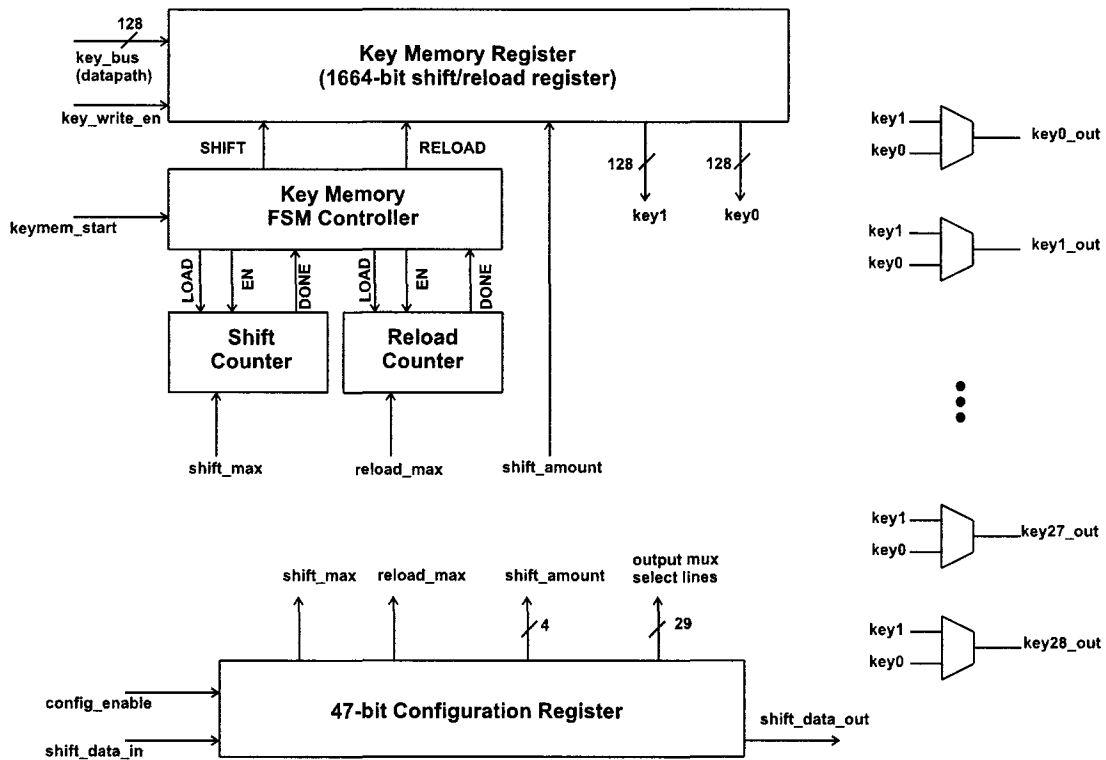 128
key_bus
(datapath)
key_write_en
Key Memory Register
(1664-bit shift/reload register)
SHIFT
RELOAD
128
128
key1
key0
Key Memory
FSM Controller
keymem_start
LOAD
EN
DONE
LOAD
EN
DONE
Shift
Counter
Reload
Counter
shift_max
reload_max
shift_amount
key1
key0
key0_out
key1
key0
key1_out
key1
key0
key27_out
key1
key0
key28_out
shift_max
reload_max
shift_amount
output mux
select lines
4
29
config_enable
shift_data_in
47-bit Configuration Register
shift_data_out